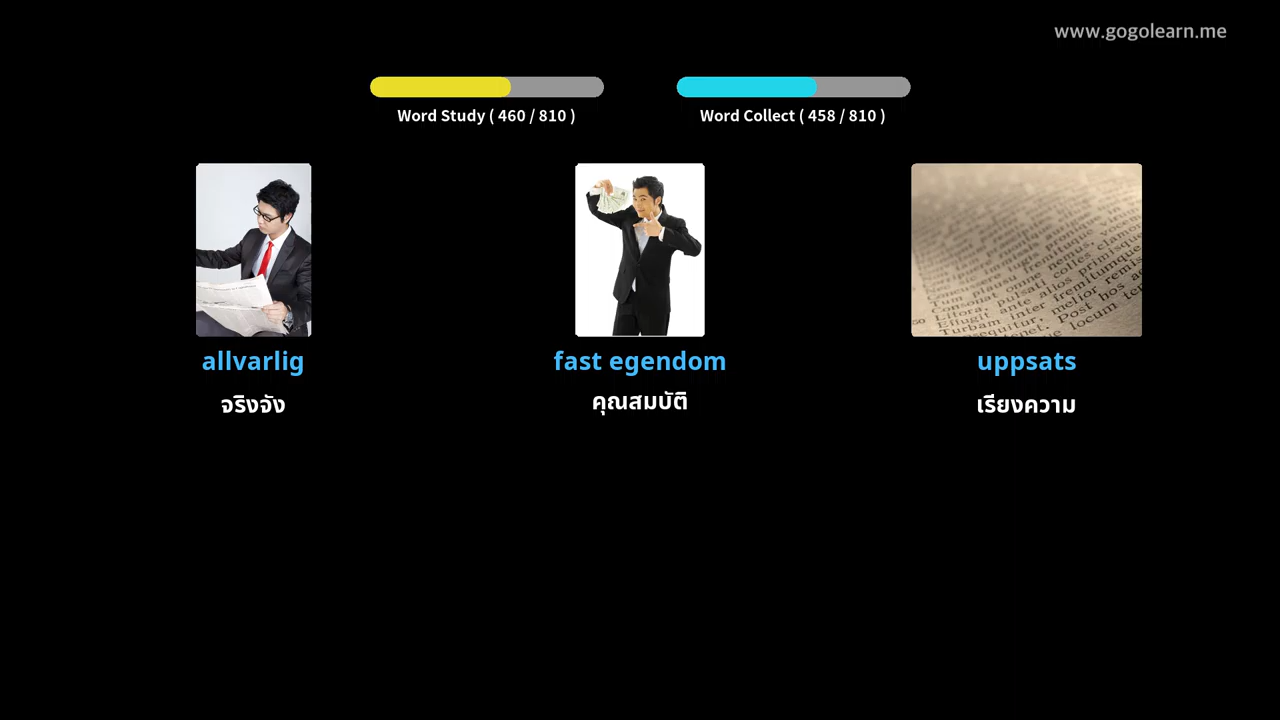 www.gogolearn.me
Word Study ( 460 / 810 )
Word Collect ( 458 / 810 )
allvarlig
fast egendom
uppsats
จริงจัง
คุณสมบัติ
เรียงความ